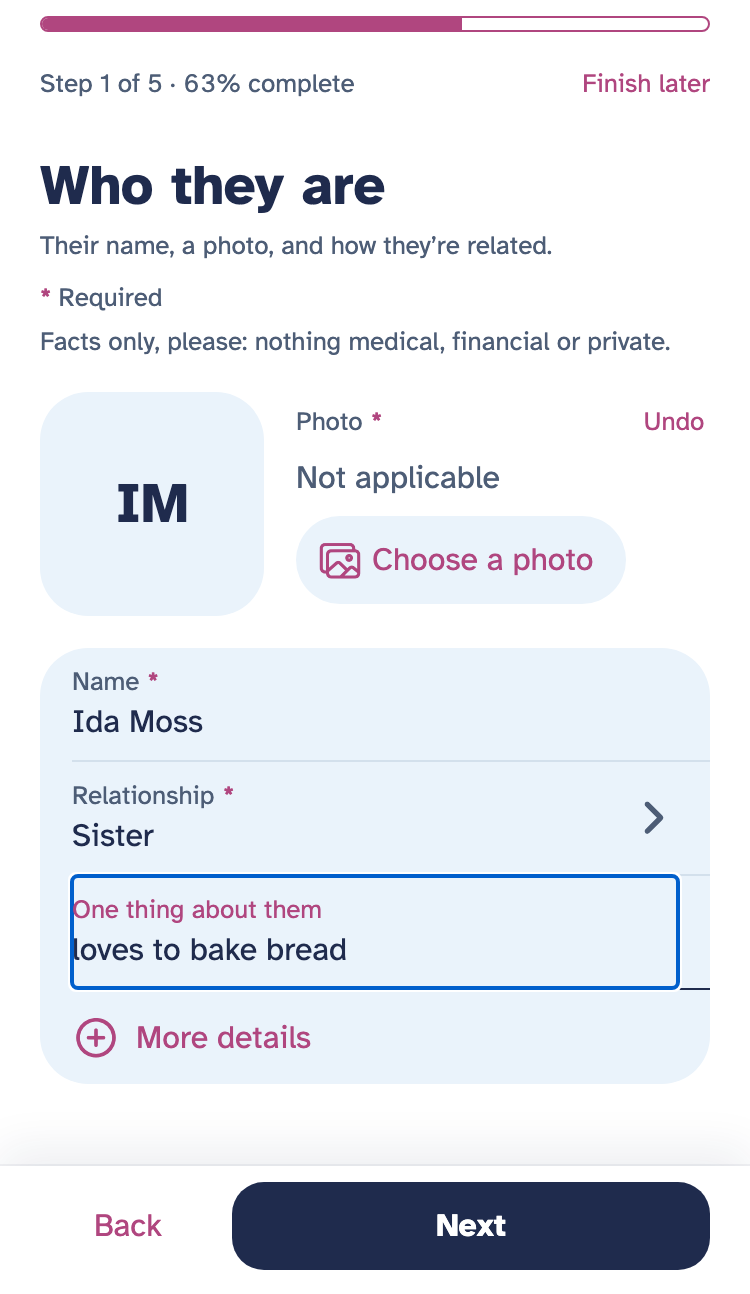 Step 1 of 5 · 63% complete
Finish later
Who they are
Their name, a photo, and how they’re related.
* Required
Facts only, please: nothing medical, financial or private.
IM
Photo *
Undo
Not applicable
Choose a photo
Name *
Ida Moss
Relationship *
Sister
One thing about them
loves to bake bread
More details
Back
Next